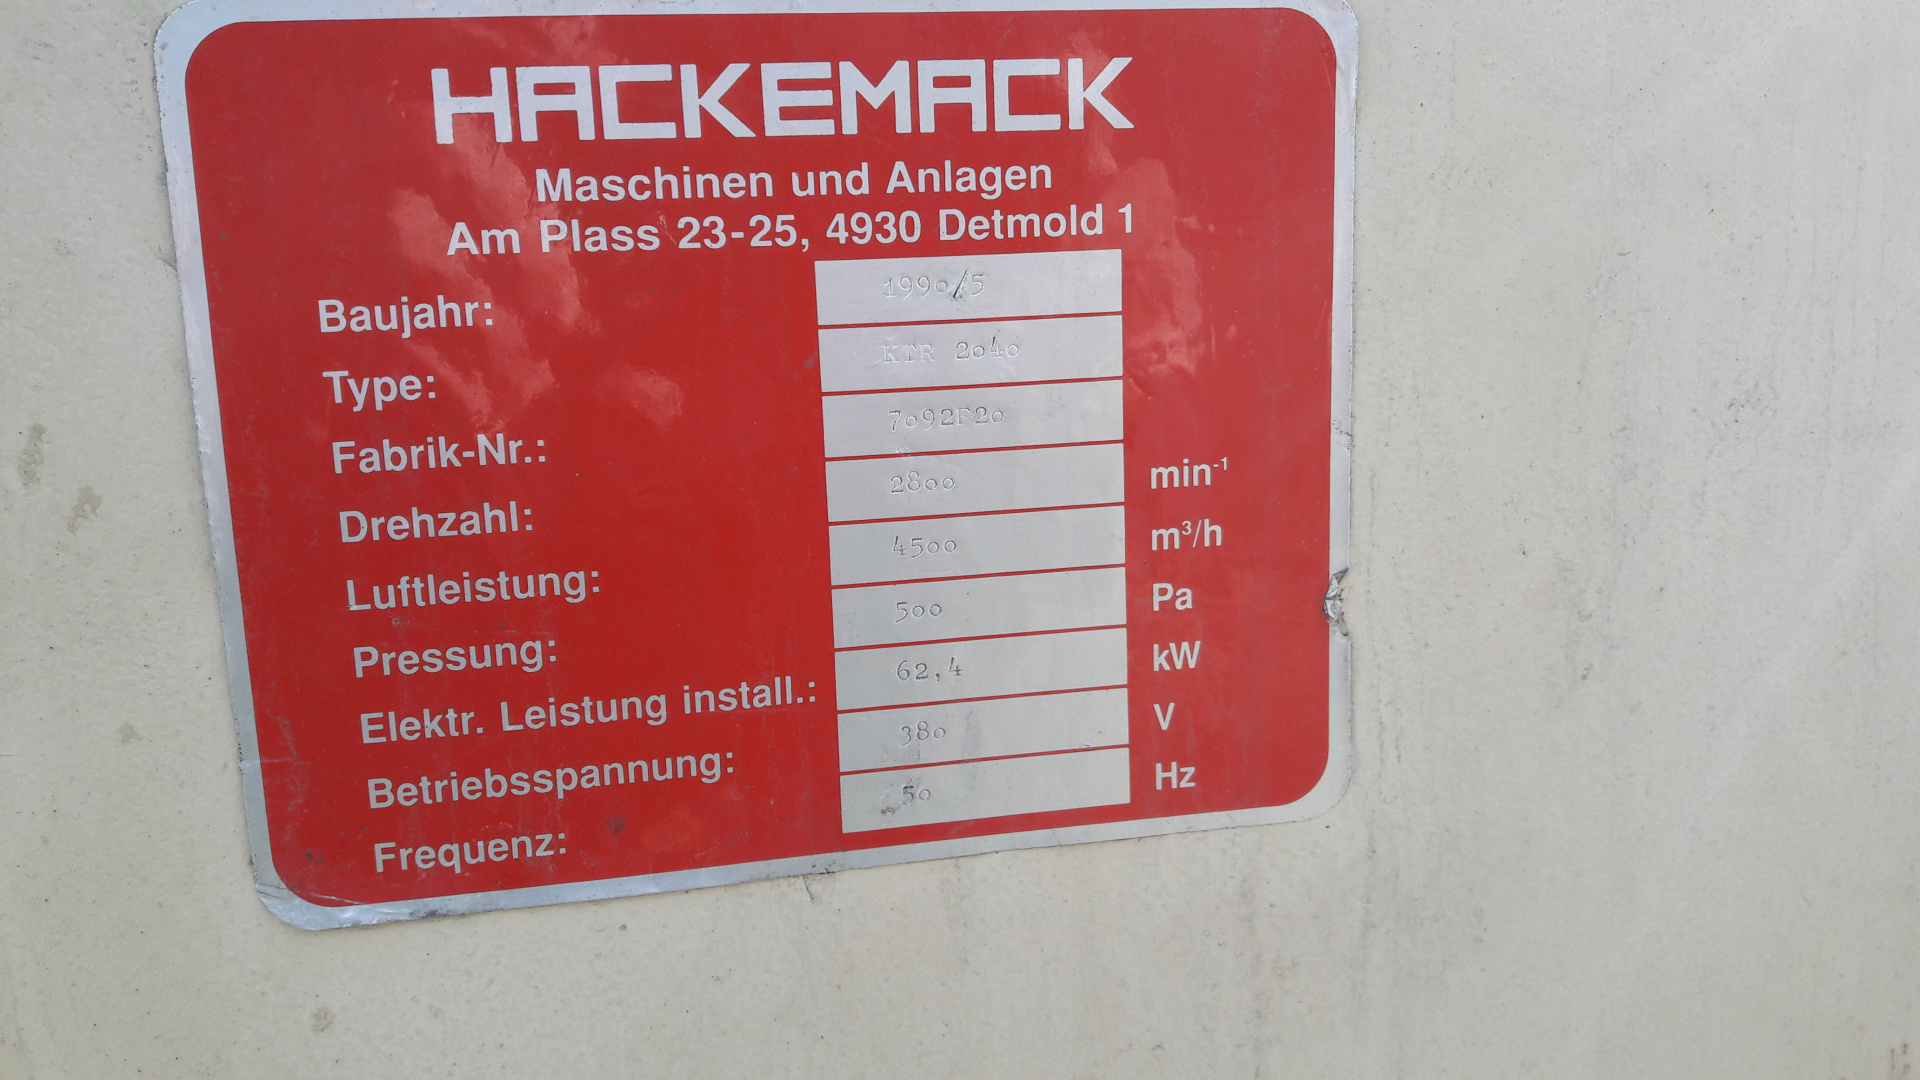 HACKEMACK
Maschinen und Anlagen
Am Plass 23-25, 4930 Detmold 1
Baujahr: 1990/5
Type: KTR 2040
Fabrik-Nr.: 7092F20
Drehzahl: 2800 min⁻¹
Luftleistung: 4500 m³/h
Pressung: 500 Pa
Elektr. Leistung install.: 62,4 kW
Betriebsspannung: 380 V
Frequenz: 50 Hz